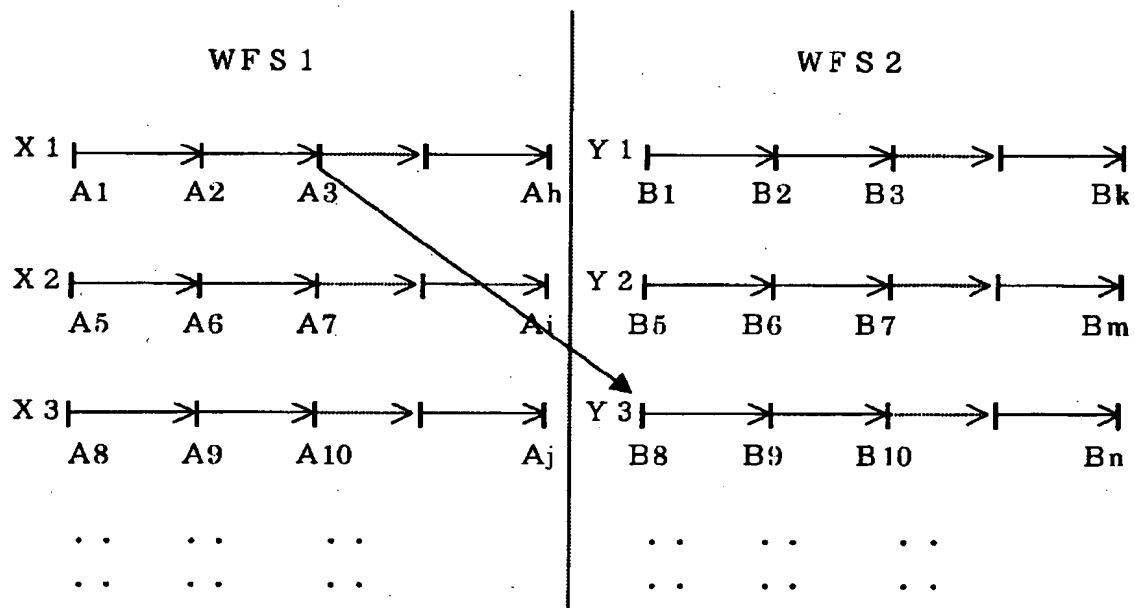 WFS1 WFS2
X1 Y1
A1 A2 A3 Ah B1 B2 B3 Bk
X2 Y2
A5 A6 A7 Ai B5 B6 B7 Bm
X3 Y3
A8 A9 A10 Aj B8 B9 B10 Bn